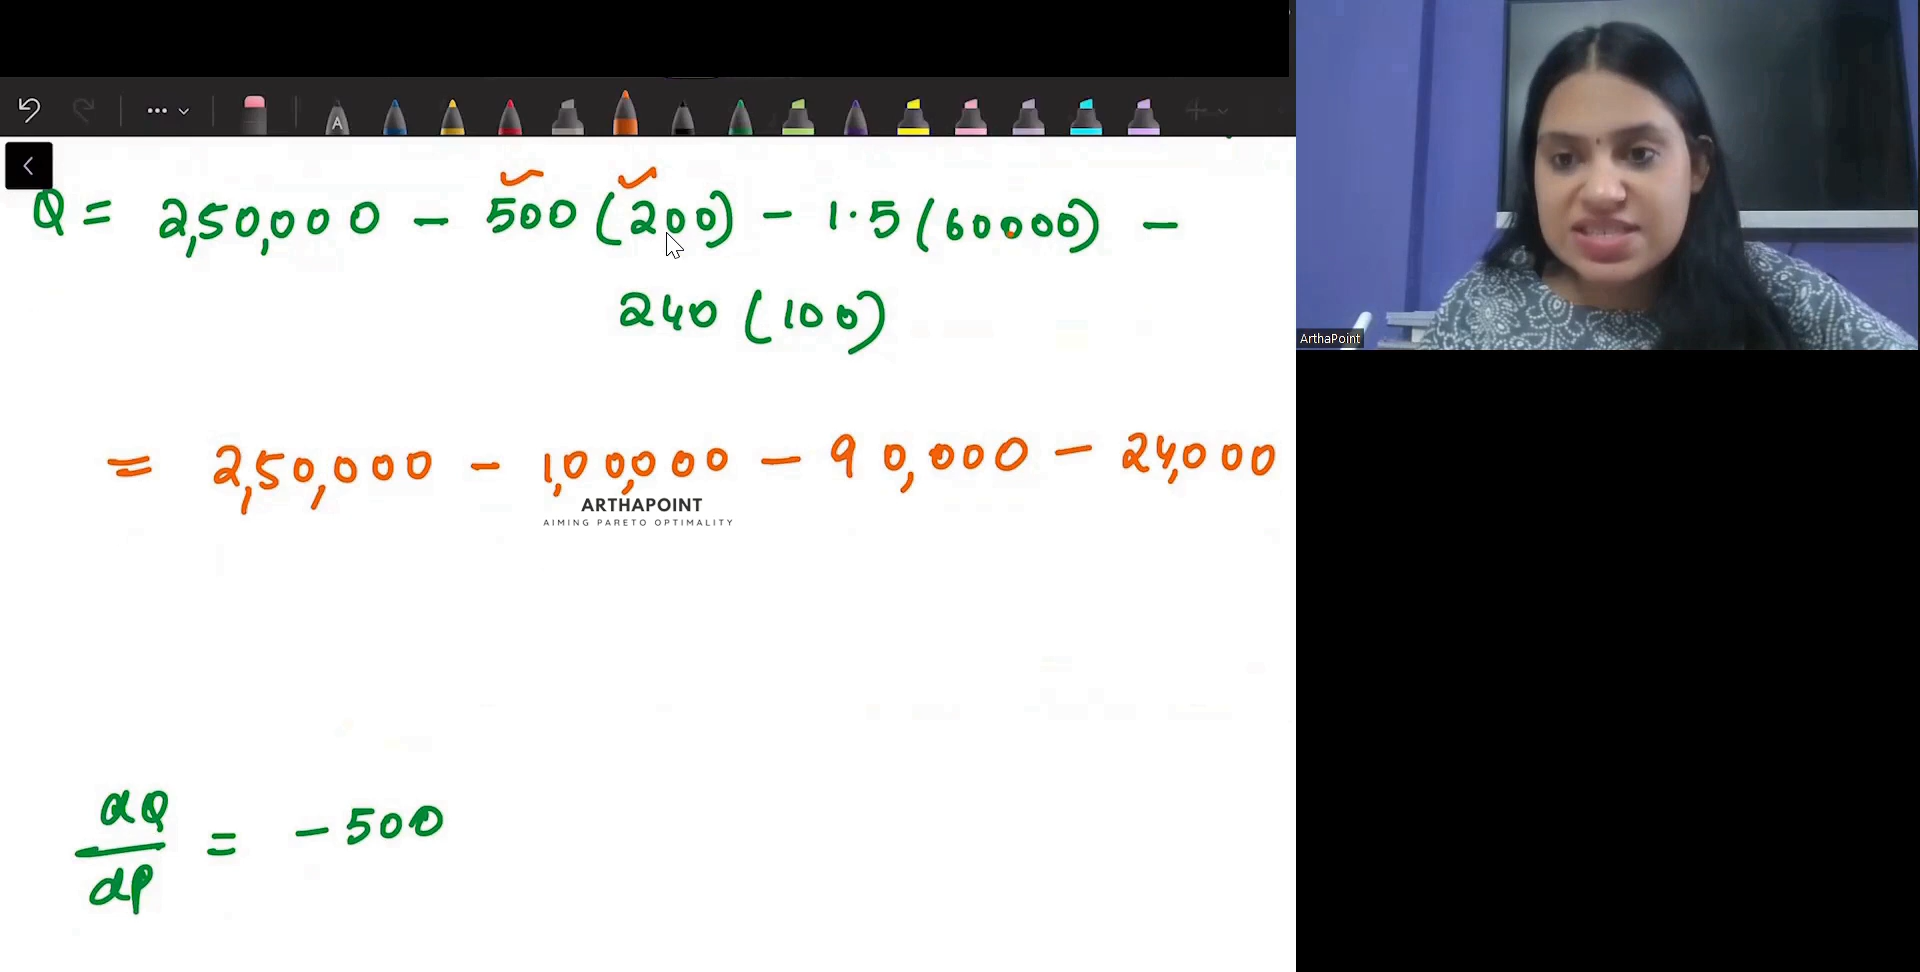 Q = 2,50,000 - 500 (200) - 1.5 (60000) -
240 (100)
= 2,50,000 - 1,00,000 - 90,000 - 24,000
ARTHAPOINT
AIMING PARETO OPTIMALITY
dQ
dP
= - 500
A
ArthaPoint